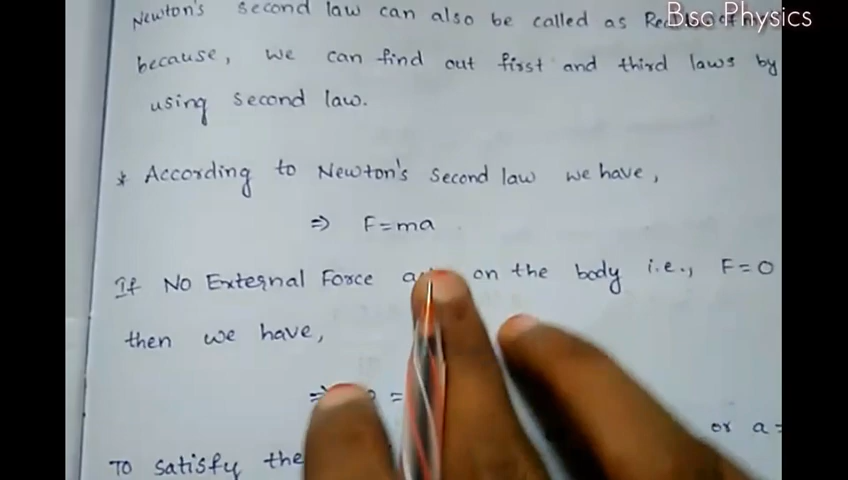 Bsc Physics
Newton's second law can also be called as
because, we can find out first and third laws by
using second law.
* According to Newton's second law we have,
⇒ F=ma
If No External Force on the body i.e., F=0
then we have,
⇒ =
or a=
To satisfy the